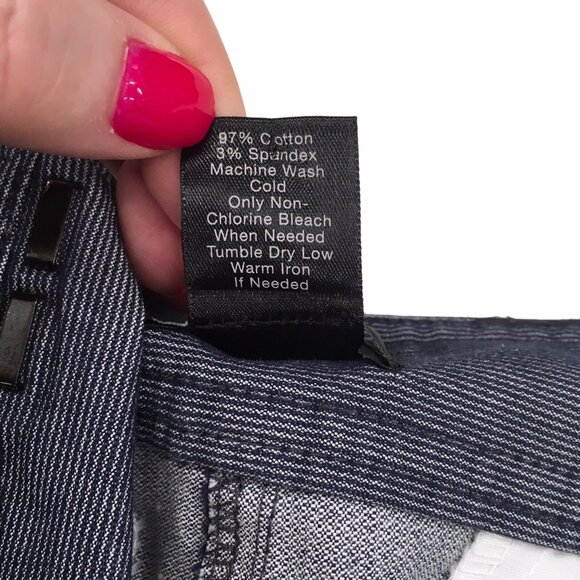 97% Cotton
3% Spandex
Machine Wash
Cold
Only Non-
Chlorine Bleach
When Needed
Tumble Dry Low
Warm Iron
If Needed